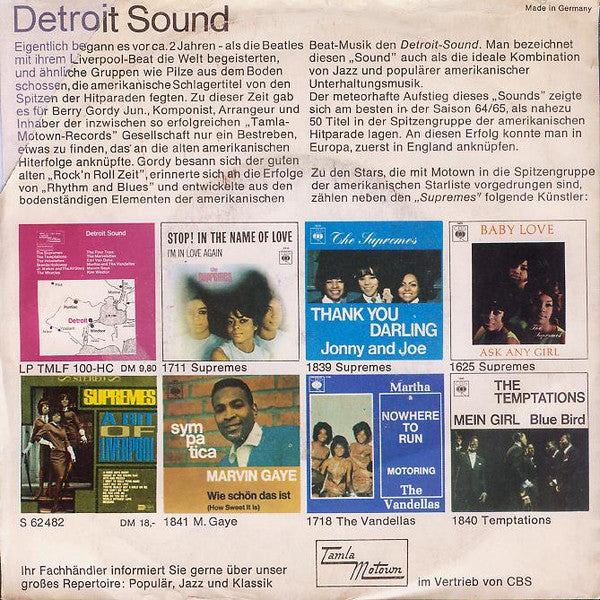 Detroit Sound
Made in Germany
Eigentlich begann es vor ca. 2 Jahren - als die Beatles
mit ihrem Liverpool-Beat die Welt begeisterten,
und ähnliche Gruppen wie Pilze aus dem Boden
schossen, die amerikanische Schlagertitel von den
Spitzen der Hitparaden fegten. Zu dieser Zeit gab
es für Berry Gordy Jun., Komponist, Arrangeur und
Inhaber der inzwischen so erfolgreichen „Tamla-
Motown-Records" Gesellschaft nur ein Bestreben,
etwas zu finden, das an die alten amerikanischen
Hiterfolge anknüpfte. Gordy besann sich der guten
alten „Rock'n Roll Zeit", erinnerte sich an die Erfolge
von „Rhythm and Blues" und entwickelte aus den
bodenständigen Elementen der amerikanischen
Beat-Musik den Detroit-Sound. Man bezeichnet
diesen „Sound" auch als die ideale Kombination
von Jazz und populärer amerikanischer
Unterhaltungsmusik.
Der meteorhafte Aufstieg dieses „Sounds" zeigte
sich am besten in der Saison 64/65, als nahezu
50 Titel in der Spitzengruppe der amerikanischen
Hitparade lagen. An diesen Erfolg konnte man in
Europa, zuerst in England anknüpfen.
Zu den Stars, die mit Motown in die Spitzengruppe
der amerikanischen Starliste vorgedrungen sind,
zählen neben den „Supremes" folgende Künstler:
Detroit Sound
Detroit
LP TMLF 100-HC DM 9,80
STOP! IN THE NAME OF LOVE
I'M IN LOVE AGAIN
the
supremes
1711 Supremes
The Supremes
THANK YOU
DARLING
Jonny and Joe
1839 Supremes
BABY LOVE
The Supremes
ASK ANY GIRL
1625 Supremes
STEREO
SUPREMES
A BIT
OF
LIVERPOOL
S 62482 DM 18,-
sym
pa
tica
MARVIN GAYE
Wie schön das ist
(How Sweet It Is)
1841 M. Gaye
Martha
&
NOWHERE
TO RUN
MOTORING
The
Vandellas
1718 The Vandellas
THE
TEMPTATIONS
MEIN GIRL Blue Bird
1840 Temptations
Ihr Fachhändler informiert Sie gerne über unser
großes Repertoire: Populär, Jazz und Klassik
Tamla
Motown
im Vertrieb von CBS